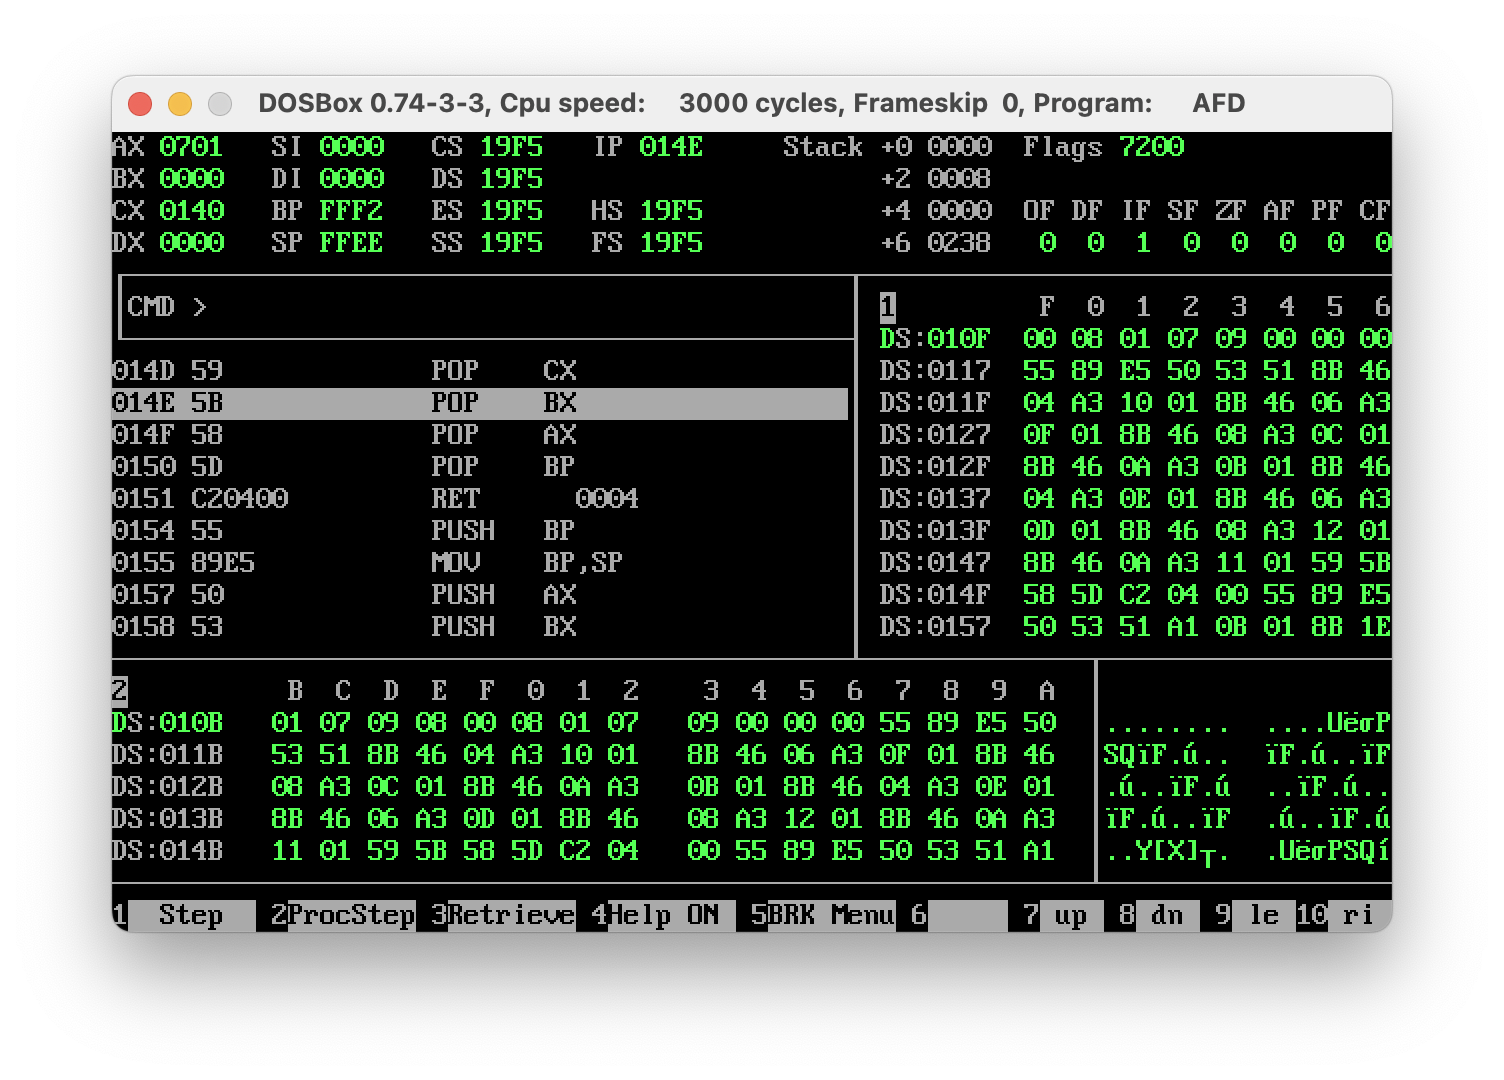 DOSBox 0.74-3-3, Cpu speed: 3000 cycles, Frameskip 0, Program: AFD
AX 0701 SI 0000 CS 19F5 IP 014E Stack +0 0000 Flags 7200
BX 0000 DI 0000 DS 19F5 +2 0008
CX 0140 BP FFF2 ES 19F5 HS 19F5 +4 0000 OF DF IF SF ZF AF PF CF
DX 0000 SP FFEE SS 19F5 FS 19F5 +6 0238 0 0 1 0 0 0 0 0
CMD >
014D 59 POP CX
014E 5B POP BX
014F 58 POP AX
0150 5D POP BP
0151 C20400 RET 0004
0154 55 PUSH BP
0155 89E5 MOV BP,SP
0157 50 PUSH AX
0158 53 PUSH BX
1 F 0 1 2 3 4 5 6
DS:010F 00 08 01 07 09 00 00 00
DS:0117 55 89 E5 50 53 51 8B 46
DS:011F 04 A3 10 01 8B 46 06 A3
DS:0127 0F 01 8B 46 08 A3 0C 01
DS:012F 8B 46 0A A3 0B 01 8B 46
DS:0137 04 A3 0E 01 8B 46 06 A3
DS:013F 0D 01 8B 46 08 A3 12 01
DS:0147 8B 46 0A A3 11 01 59 5B
DS:014F 58 5D C2 04 00 55 89 E5
DS:0157 50 53 51 A1 0B 01 8B 1E
2 B C D E F 0 1 2 3 4 5 6 7 8 9 A
DS:010B 01 07 09 08 00 08 01 07 09 00 00 00 55 89 E5 50 ........ ....UëσP
DS:011B 53 51 8B 46 04 A3 10 01 8B 46 06 A3 0F 01 8B 46 SQïF.ú.. ïF.ú..ïF
DS:012B 08 A3 0C 01 8B 46 0A A3 0B 01 8B 46 04 A3 0E 01 .ú..ïF.ú ..ïF.ú..
DS:013B 8B 46 06 A3 0D 01 8B 46 08 A3 12 01 8B 46 0A A3 ïF.ú..ïF .ú..ïF.ú
DS:014B 11 01 59 5B 58 5D C2 04 00 55 89 E5 50 53 51 A1 ..Y[X]┬. .UëσPSQí
1 Step 2ProcStep 3Retrieve 4Help ON 5BRK Menu 6 7 up 8 dn 9 le 10 ri